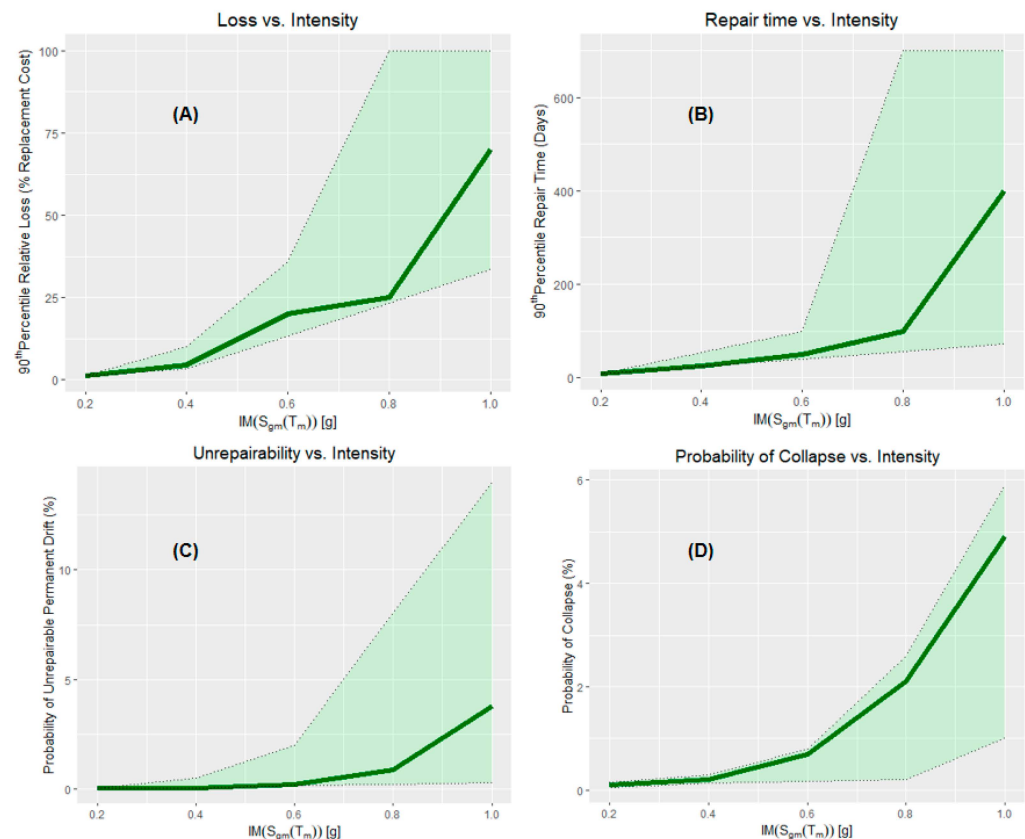 Loss vs. Intensity
(A)
90thPercentile Relative Loss (% Replacement Cost)
100
75
50
25
0
0.2 0.4 0.6 0.8 1.0
IM(Sgm(Tm)) [g]
Repair time vs. Intensity
(B)
90thPercentile Repair Time (Days)
600
400
200
0
0.2 0.4 0.6 0.8 1.0
IM(Sgm(Tm)) [g]
Unrepairability vs. Intensity
(C)
Probability of Unrepairable Permanent Drift (%)
10
5
0
0.2 0.4 0.6 0.8 1.0
IM(Sgm(Tm)) [g]
Probability of Collapse vs. Intensity
(D)
Probability of Collapse (%)
6
4
2
0
0.2 0.4 0.6 0.8 1.0
IM(Sgm(Tm)) [g]